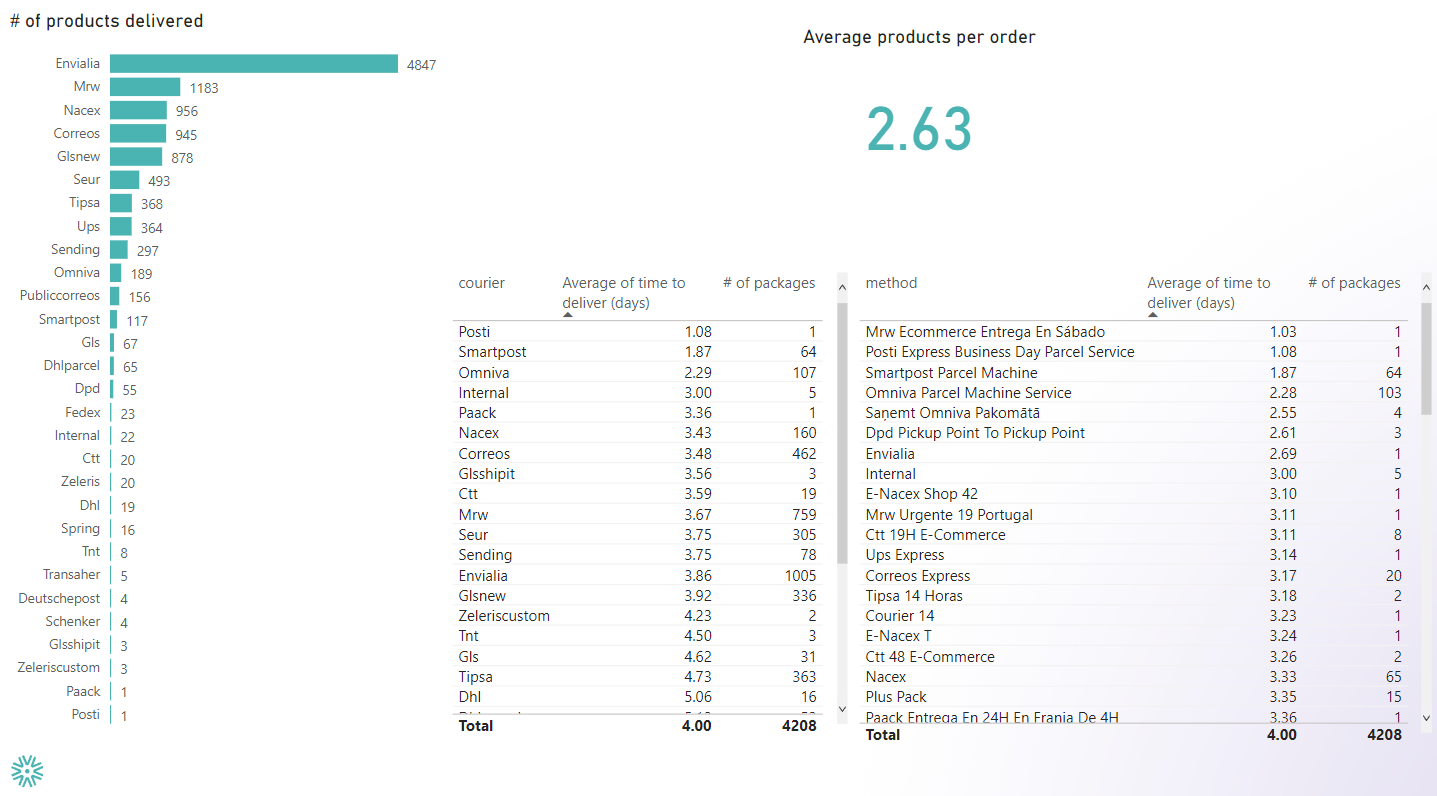 # of products delivered
Envialia 4847
Mrw 1183
Nacex 956
Correos 945
Glsnew 878
Seur 493
Tipsa 368
Ups 364
Sending 297
Omniva 189
Publiccorreos 156
Smartpost 117
Gls 67
Dhlparcel 65
Dpd 55
Fedex 23
Internal 22
Ctt 20
Zeleris 20
Dhl 19
Spring 16
Tnt 8
Transaher 5
Deutschepost 4
Schenker 4
Glsshipit 3
Zeleriscustom 3
Paack 1
Posti 1
Average products per order
2.63
courier Average of time to # of packages
deliver (days)
Posti 1.08 1
Smartpost 1.87 64
Omniva 2.29 107
Internal 3.00 5
Paack 3.36 1
Nacex 3.43 160
Correos 3.48 462
Glsshipit 3.56 3
Ctt 3.59 19
Mrw 3.67 759
Seur 3.75 305
Sending 3.75 78
Envialia 3.86 1005
Glsnew 3.92 336
Zeleriscustom 4.23 2
Tnt 4.50 3
Gls 4.62 31
Tipsa 4.73 363
Dhl 5.06 16
Total 4.00 4208
method Average of time to # of packages
deliver (days)
Mrw Ecommerce Entrega En Sábado 1.03 1
Posti Express Business Day Parcel Service 1.08 1
Smartpost Parcel Machine 1.87 64
Omniva Parcel Machine Service 2.28 103
Saņemt Omniva Pakomātā 2.55 4
Dpd Pickup Point To Pickup Point 2.61 3
Envialia 2.69 1
Internal 3.00 5
E-Nacex Shop 42 3.10 1
Mrw Urgente 19 Portugal 3.11 1
Ctt 19H E-Commerce 3.11 8
Ups Express 3.14 1
Correos Express 3.17 20
Tipsa 14 Horas 3.18 2
Courier 14 3.23 1
E-Nacex T 3.24 1
Ctt 48 E-Commerce 3.26 2
Nacex 3.33 65
Plus Pack 3.35 15
Paack Entrega En 24H En Franja De 4H 3.36 1
Total 4.00 4208